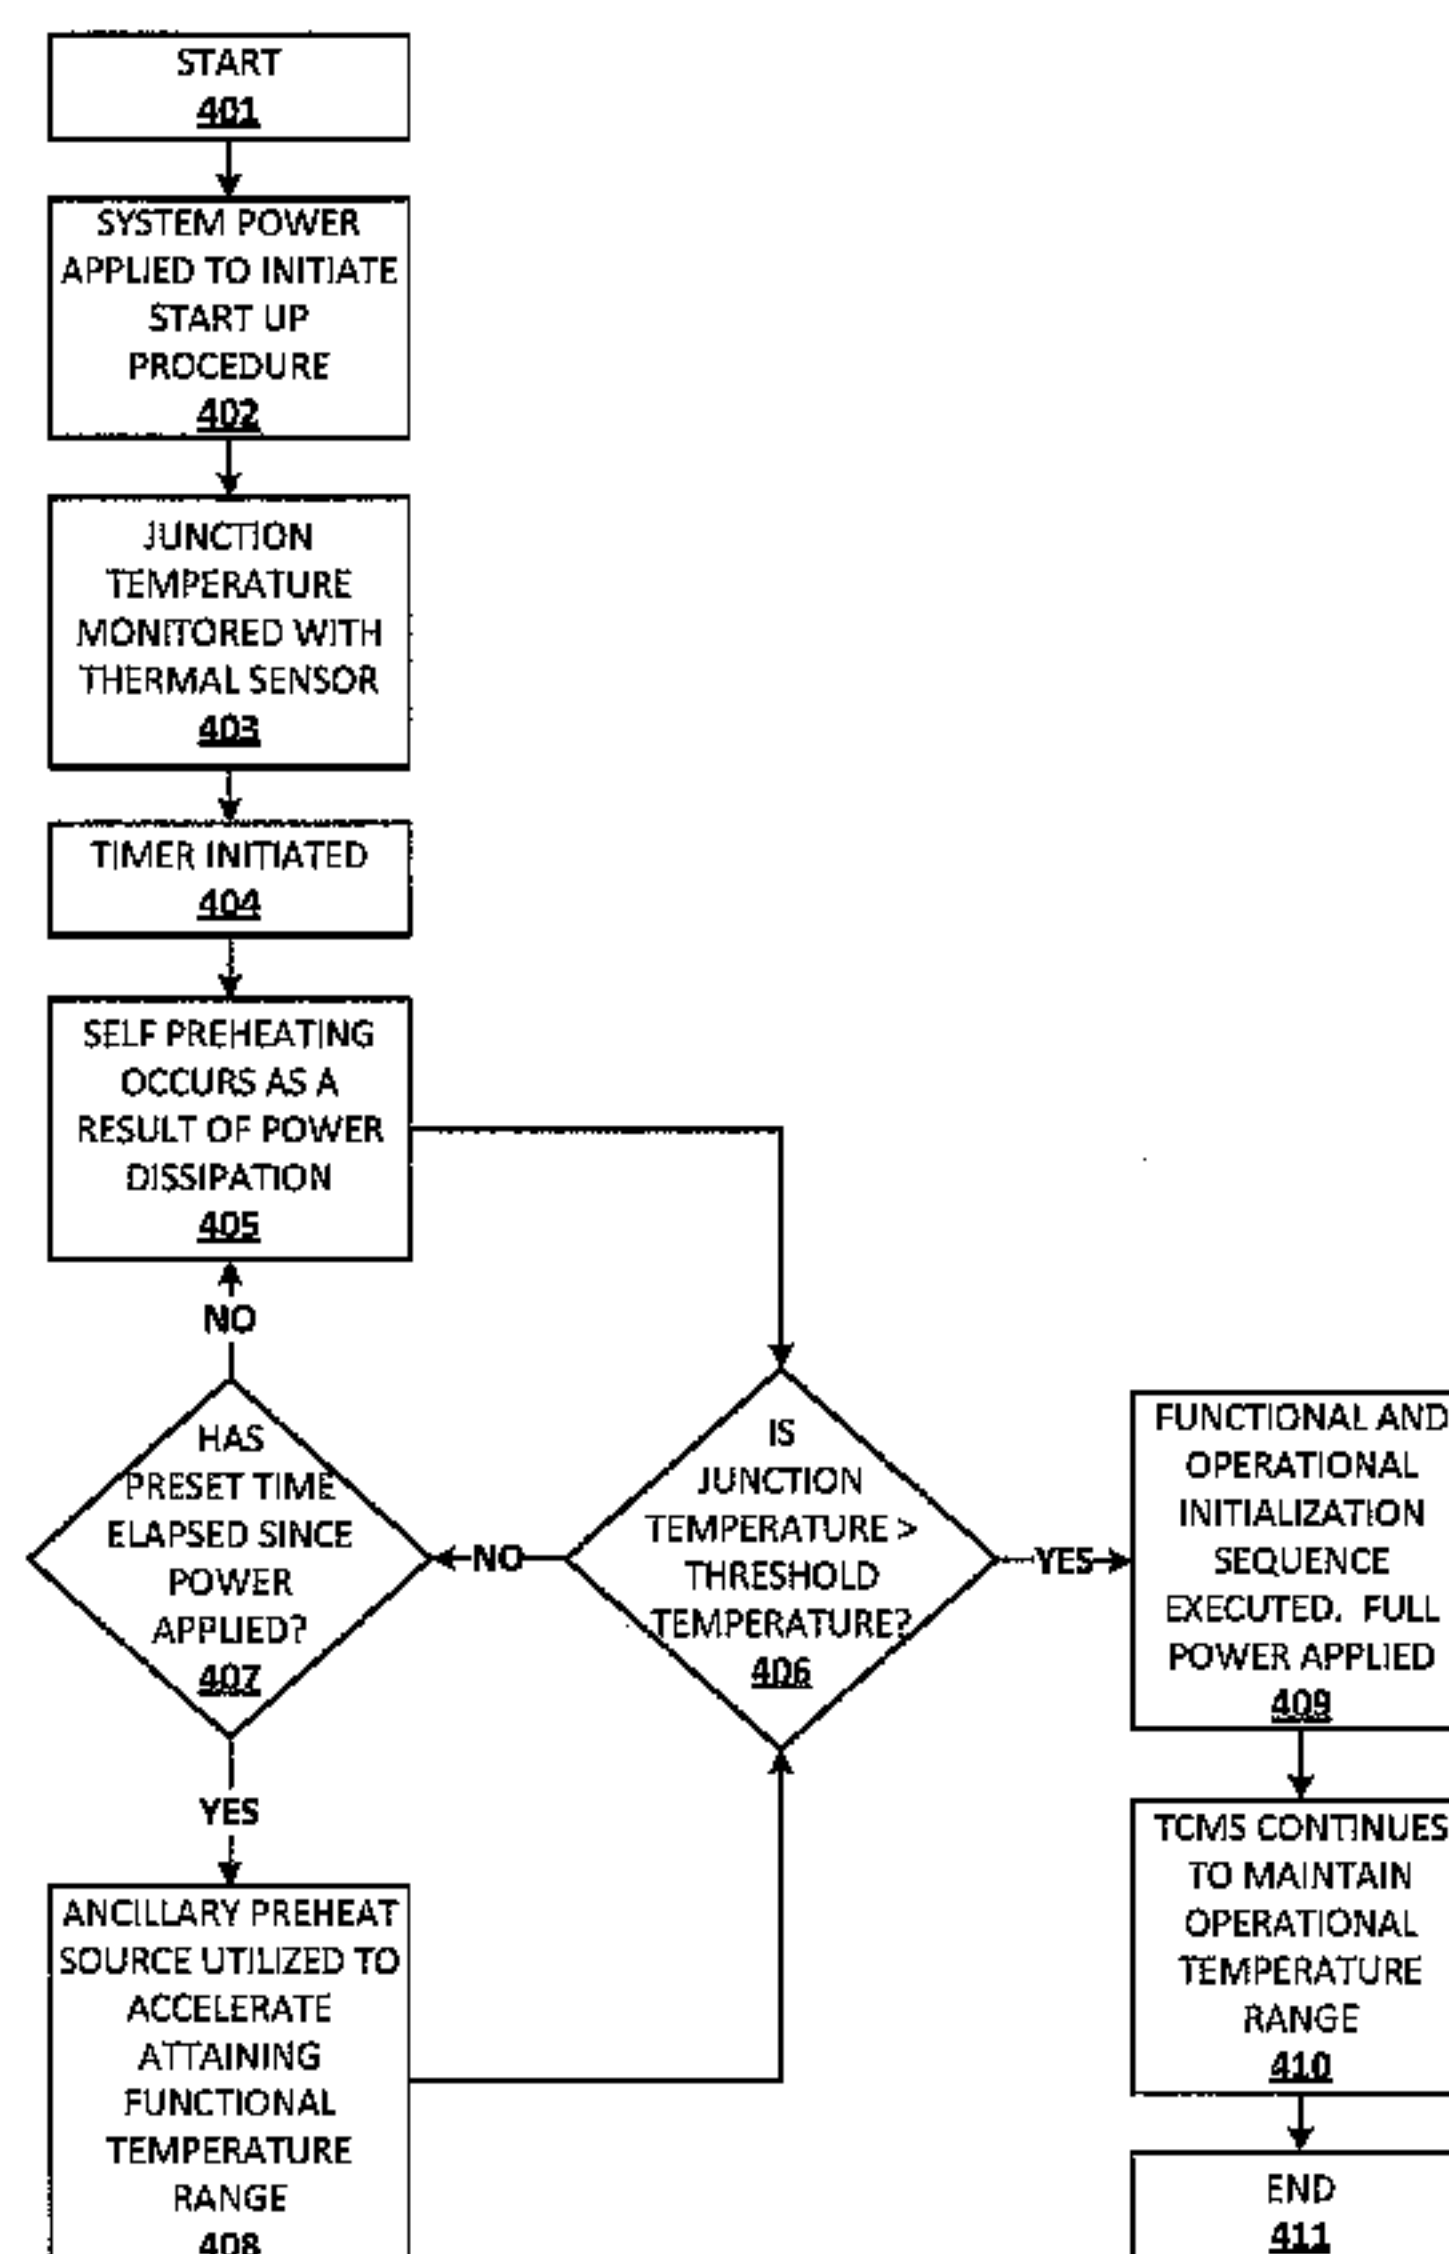 START
401
SYSTEM POWER
APPLIED TO INITIATE
START UP
PROCEDURE
402
JUNCTION
TEMPERATURE
MONITORED WITH
THERMAL SENSOR
403
TIMER INITIATED
404
SELF PREHEATING
OCCURS AS A
RESULT OF POWER
DISSIPATION
405
NO
HAS
PRESET TIME
ELAPSED SINCE
POWER
APPLIED?
407
NO
IS
JUNCTION
TEMPERATURE >
THRESHOLD
TEMPERATURE?
406
YES
FUNCTIONAL AND
OPERATIONAL
INITIALIZATION
SEQUENCE
EXECUTED. FULL
POWER APPLIED
409
YES
ANCILLARY PREHEAT
SOURCE UTILIZED TO
ACCELERATE
ATTAINING
FUNCTIONAL
TEMPERATURE
RANGE
408
TCMS CONTINUES
TO MAINTAIN
OPERATIONAL
TEMPERATURE
RANGE
410
END
411